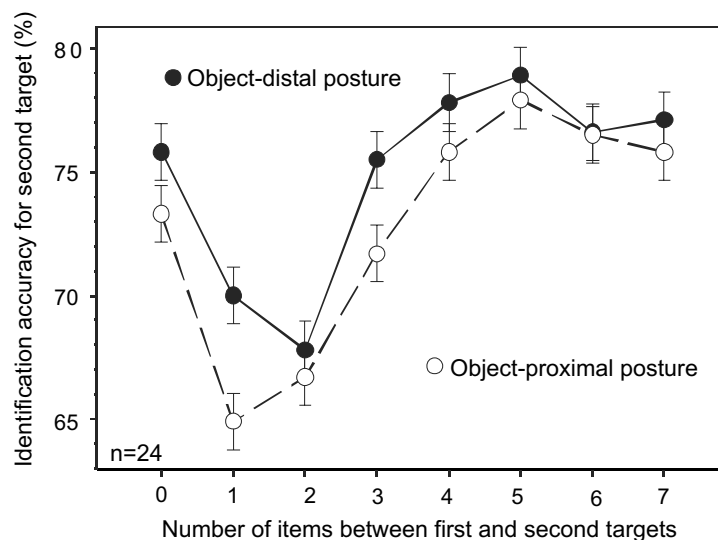 Identification accuracy for second target (%)
80
75
70
65
Object-distal posture
Object-proximal posture
n=24
0 1 2 3 4 5 6 7
Number of items between first and second targets